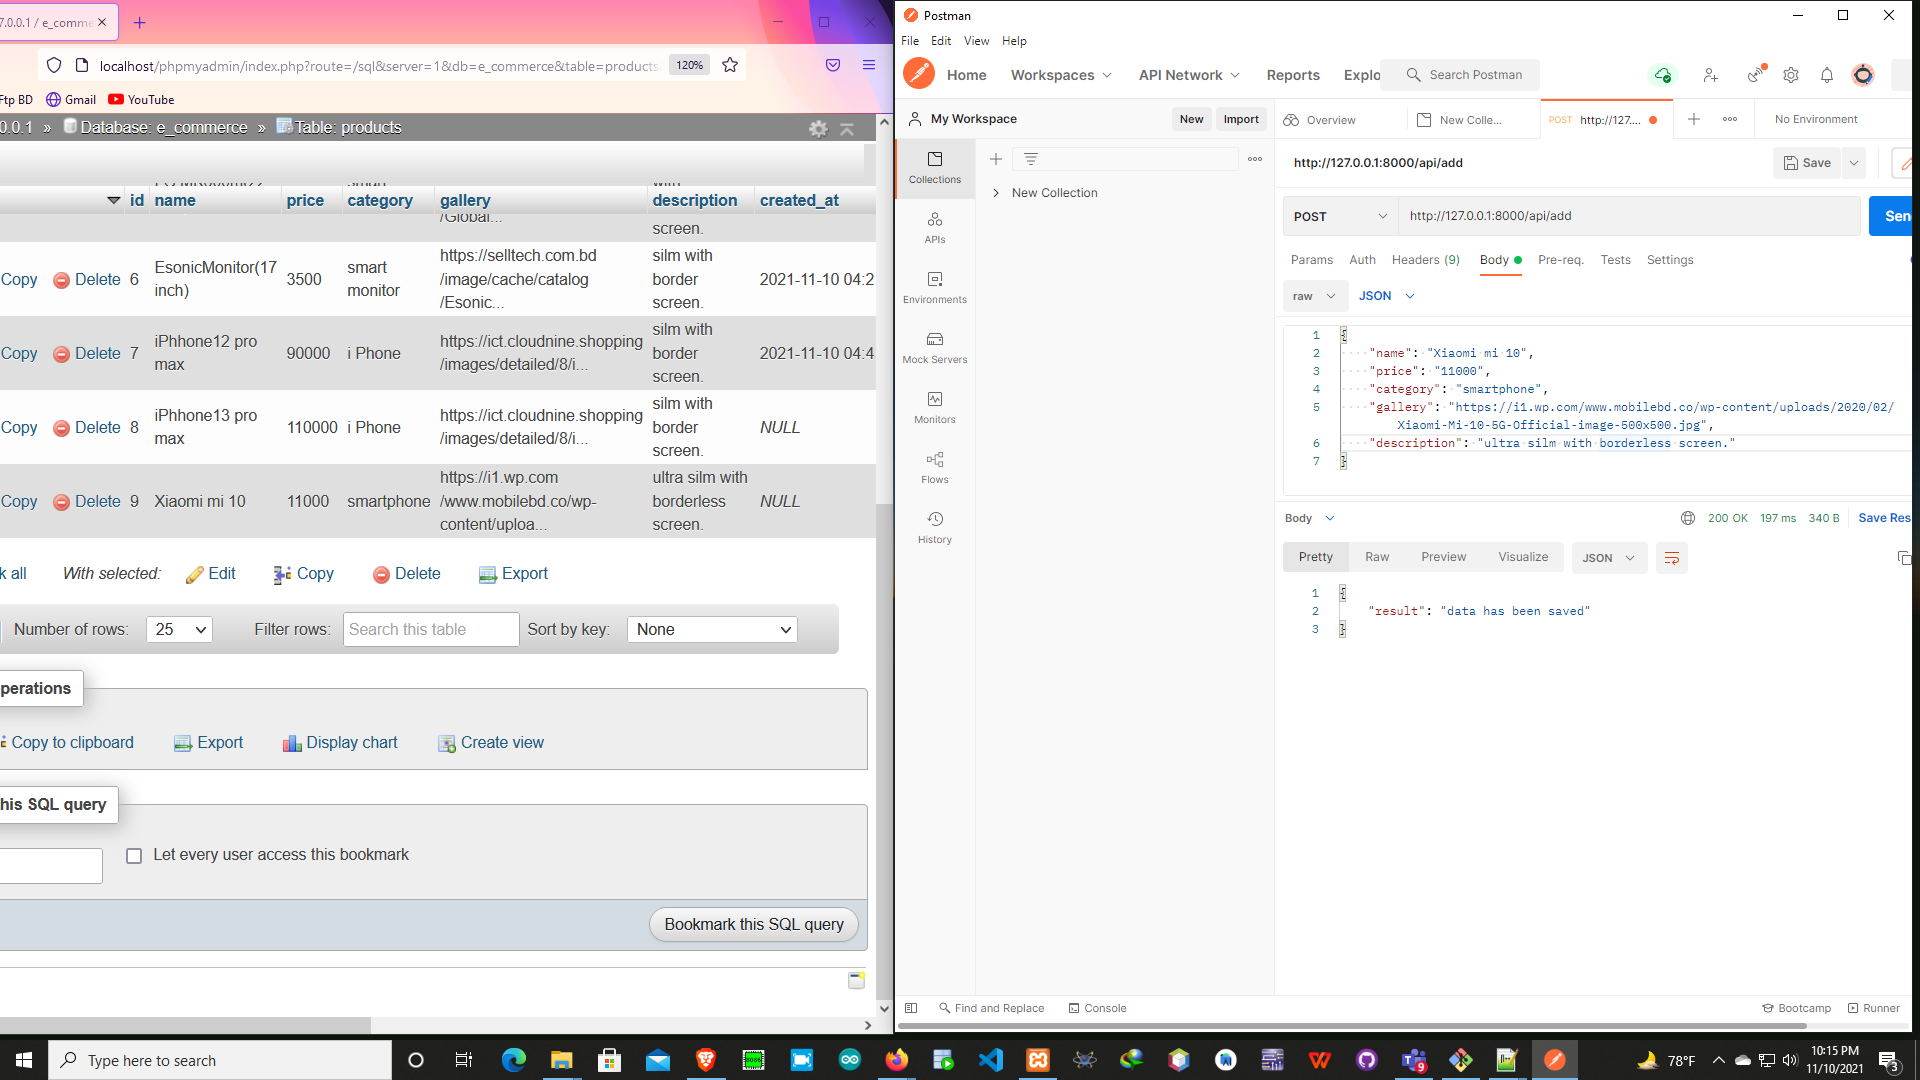 7.0.0.1 / e_comme
localhost/phpmyadmin/index.php?route=/sql&server=1&db=e_commerce&table=products
120%
Ftp BD
Gmail
YouTube
0.0.1 » Database: e_commerce » Table: products
id name price category gallery description created_at
/Global...
screen.
Copy Delete 6 EsonicMonitor(17 inch) 3500 smart monitor https://selltech.com.bd /image/cache/catalog /Esonic... silm with border screen. 2021-11-10 04:2
Copy Delete 7 iPhhone12 pro max 90000 i Phone https://ict.cloudnine.shopping /images/detailed/8/i... silm with border screen. 2021-11-10 04:4
Copy Delete 8 iPhhone13 pro max 110000 i Phone https://ict.cloudnine.shopping /images/detailed/8/i... silm with border screen. NULL
Copy Delete 9 Xiaomi mi 10 11000 smartphone https://i1.wp.com /www.mobilebd.co/wp- content/uploa... ultra silm with borderless screen. NULL
k all With selected: Edit Copy Delete Export
Number of rows: 25 Filter rows: Search this table Sort by key: None
perations
Copy to clipboard Export Display chart Create view
his SQL query
Let every user access this bookmark
Bookmark this SQL query
Postman
File Edit View Help
Home Workspaces API Network Reports Explo Search Postman
My Workspace New Import
Overview New Colle... POST http://127.... No Environment
Collections
APIs
Environments
Mock Servers
Monitors
Flows
History
New Collection
http://127.0.0.1:8000/api/add Save
POST http://127.0.0.1:8000/api/add Sen
Params Auth Headers (9) Body Pre-req. Tests Settings
raw JSON
1 {
2 "name": "Xiaomi mi 10",
3 "price": "11000",
4 "category": "smartphone",
5 "gallery": "https://i1.wp.com/www.mobilebd.co/wp-content/uploads/2020/02/
Xiaomi-Mi-10-5G-Official-image-500x500.jpg",
6 "description": "ultra silm with borderless screen."
7 }
Body 200 OK 197 ms 340 B Save Res
Pretty Raw Preview Visualize JSON
1 {
2 "result": "data has been saved"
3 }
Find and Replace Console Bootcamp Runner
Type here to search
9
78°F
10:15 PM
11/10/2021
3